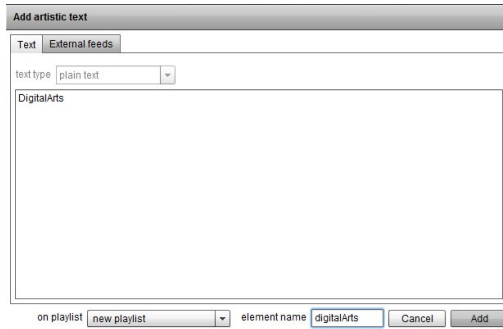 Add artistic text
Text External feeds
text type plain text
DigitalArts
on playlist new playlist element name digitalArts Cancel Add